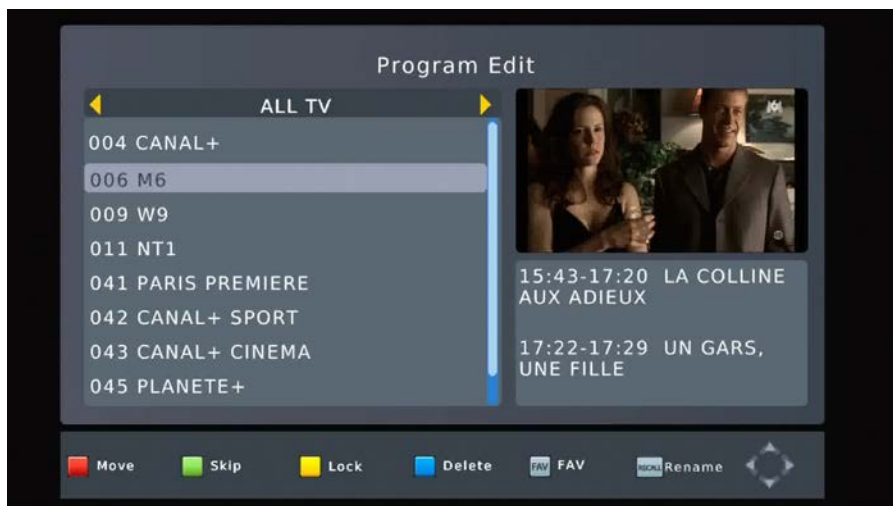 Program Edit
ALL TV
004 CANAL+
006 M6
009 W9
011 NT1
041 PARIS PREMIERE
042 CANAL+ SPORT
043 CANAL+ CINEMA
045 PLANETE+
15:43-17:20 LA COLLINE
AUX ADIEUX
17:22-17:29 UN GARS,
UNE FILLE
Move Skip Lock Delete FAV FAV RECALL Rename